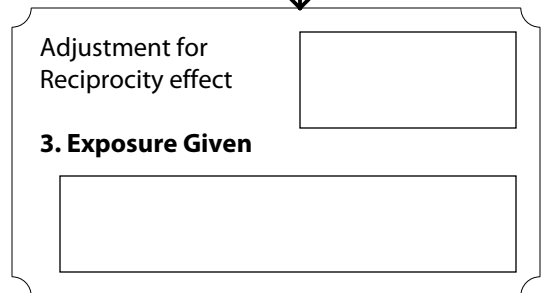 Adjustment for
Reciprocity effect
3. Exposure Given